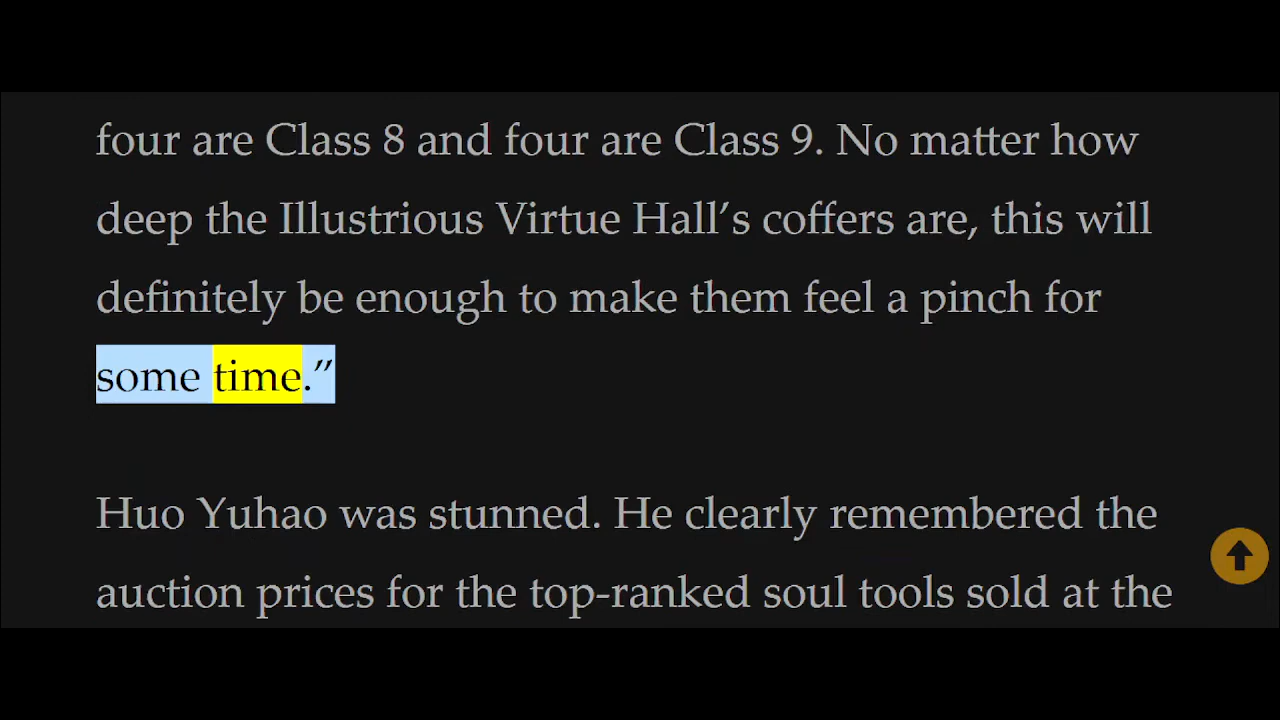 four are Class 8 and four are Class 9. No matter how
deep the Illustrious Virtue Hall’s coffers are, this will
definitely be enough to make them feel a pinch for
some time.”
Huo Yuhao was stunned. He clearly remembered the
auction prices for the top-ranked soul tools sold at the